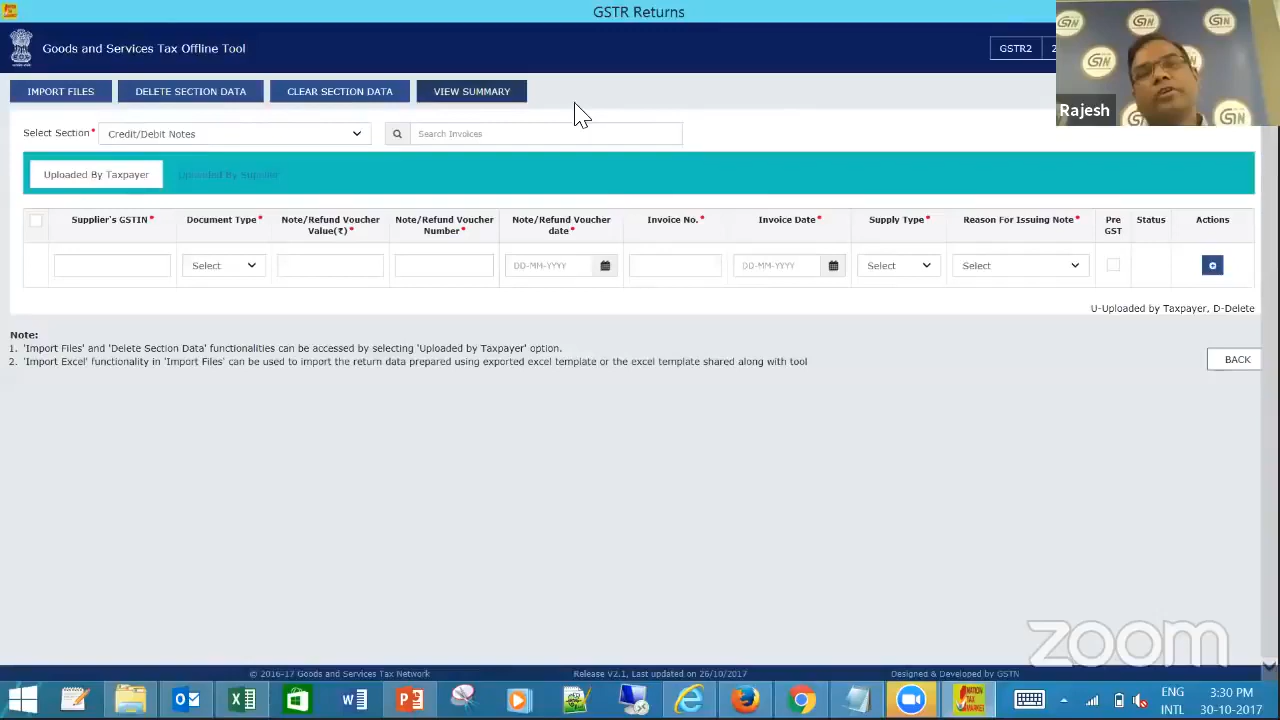 GSTR Returns
Goods and Services Tax Offline Tool
GSTR2
2
Rajesh
IMPORT FILES
DELETE SECTION DATA
CLEAR SECTION DATA
VIEW SUMMARY
Select Section*
Credit/Debit Notes
Search Invoices
Uploaded By Taxpayer
Uploaded By Supplier
Supplier's GSTIN*
Document Type*
Note/Refund Voucher
Value(₹)*
Note/Refund Voucher
Number*
Note/Refund Voucher
date*
Invoice No.*
Invoice Date*
Supply Type*
Reason For Issuing Note*
Pre
GST
Status
Actions
Select
DD-MM-YYYY
DD-MM-YYYY
Select
Select
U-Uploaded by Taxpayer, D-Delete
Note:
1. 'Import Files' and 'Delete Section Data' functionalities can be accessed by selecting 'Uploaded by Taxpayer' option.
2. 'Import Excel' functionality in 'Import Files' can be used to import the return data prepared using exported excel template or the excel template shared along with tool
BACK
zoom
© 2016-17 Goods and Services Tax Network
Release V2.1, Last updated on 26/10/2017
Designed & Developed by GSTN
ENG
INTL
3:30 PM
30-10-2017